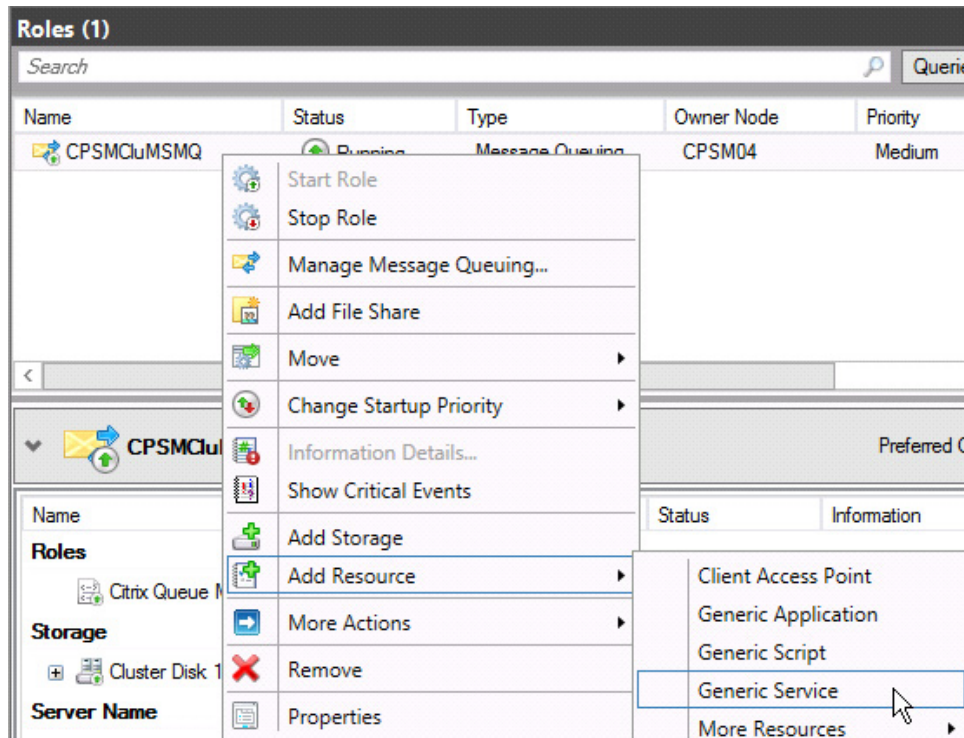 Roles (1)
Search
Name Status Type Owner Node Priority
CPSMCluMSMQ Running Message Queuing CPSM04 Medium
Start Role
Stop Role
Manage Message Queuing...
Add File Share
Move
Change Startup Priority
Information Details...
Show Critical Events
Add Storage
Add Resource
More Actions
Remove
Properties
Preferred
Name Status Information
Roles
Citrix Queue
Storage
Cluster Disk 1
Server Name
Client Access Point
Generic Application
Generic Script
Generic Service
More Resources